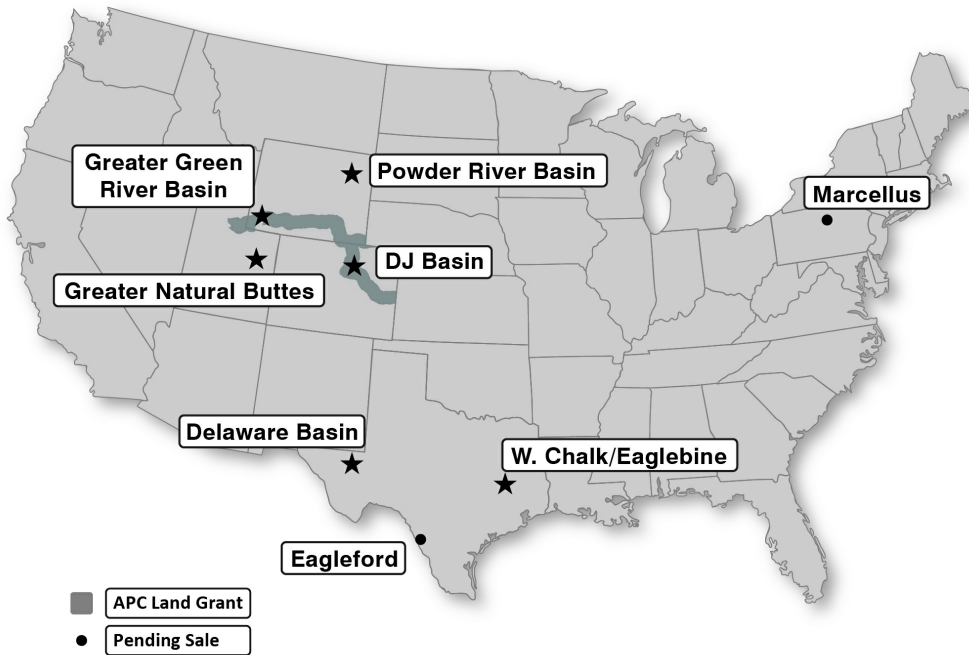 Greater Green
River Basin
Powder River Basin
Marcellus
DJ Basin
Greater Natural Buttes
Delaware Basin
W. Chalk/Eaglebine
Eagleford
APC Land Grant
Pending Sale